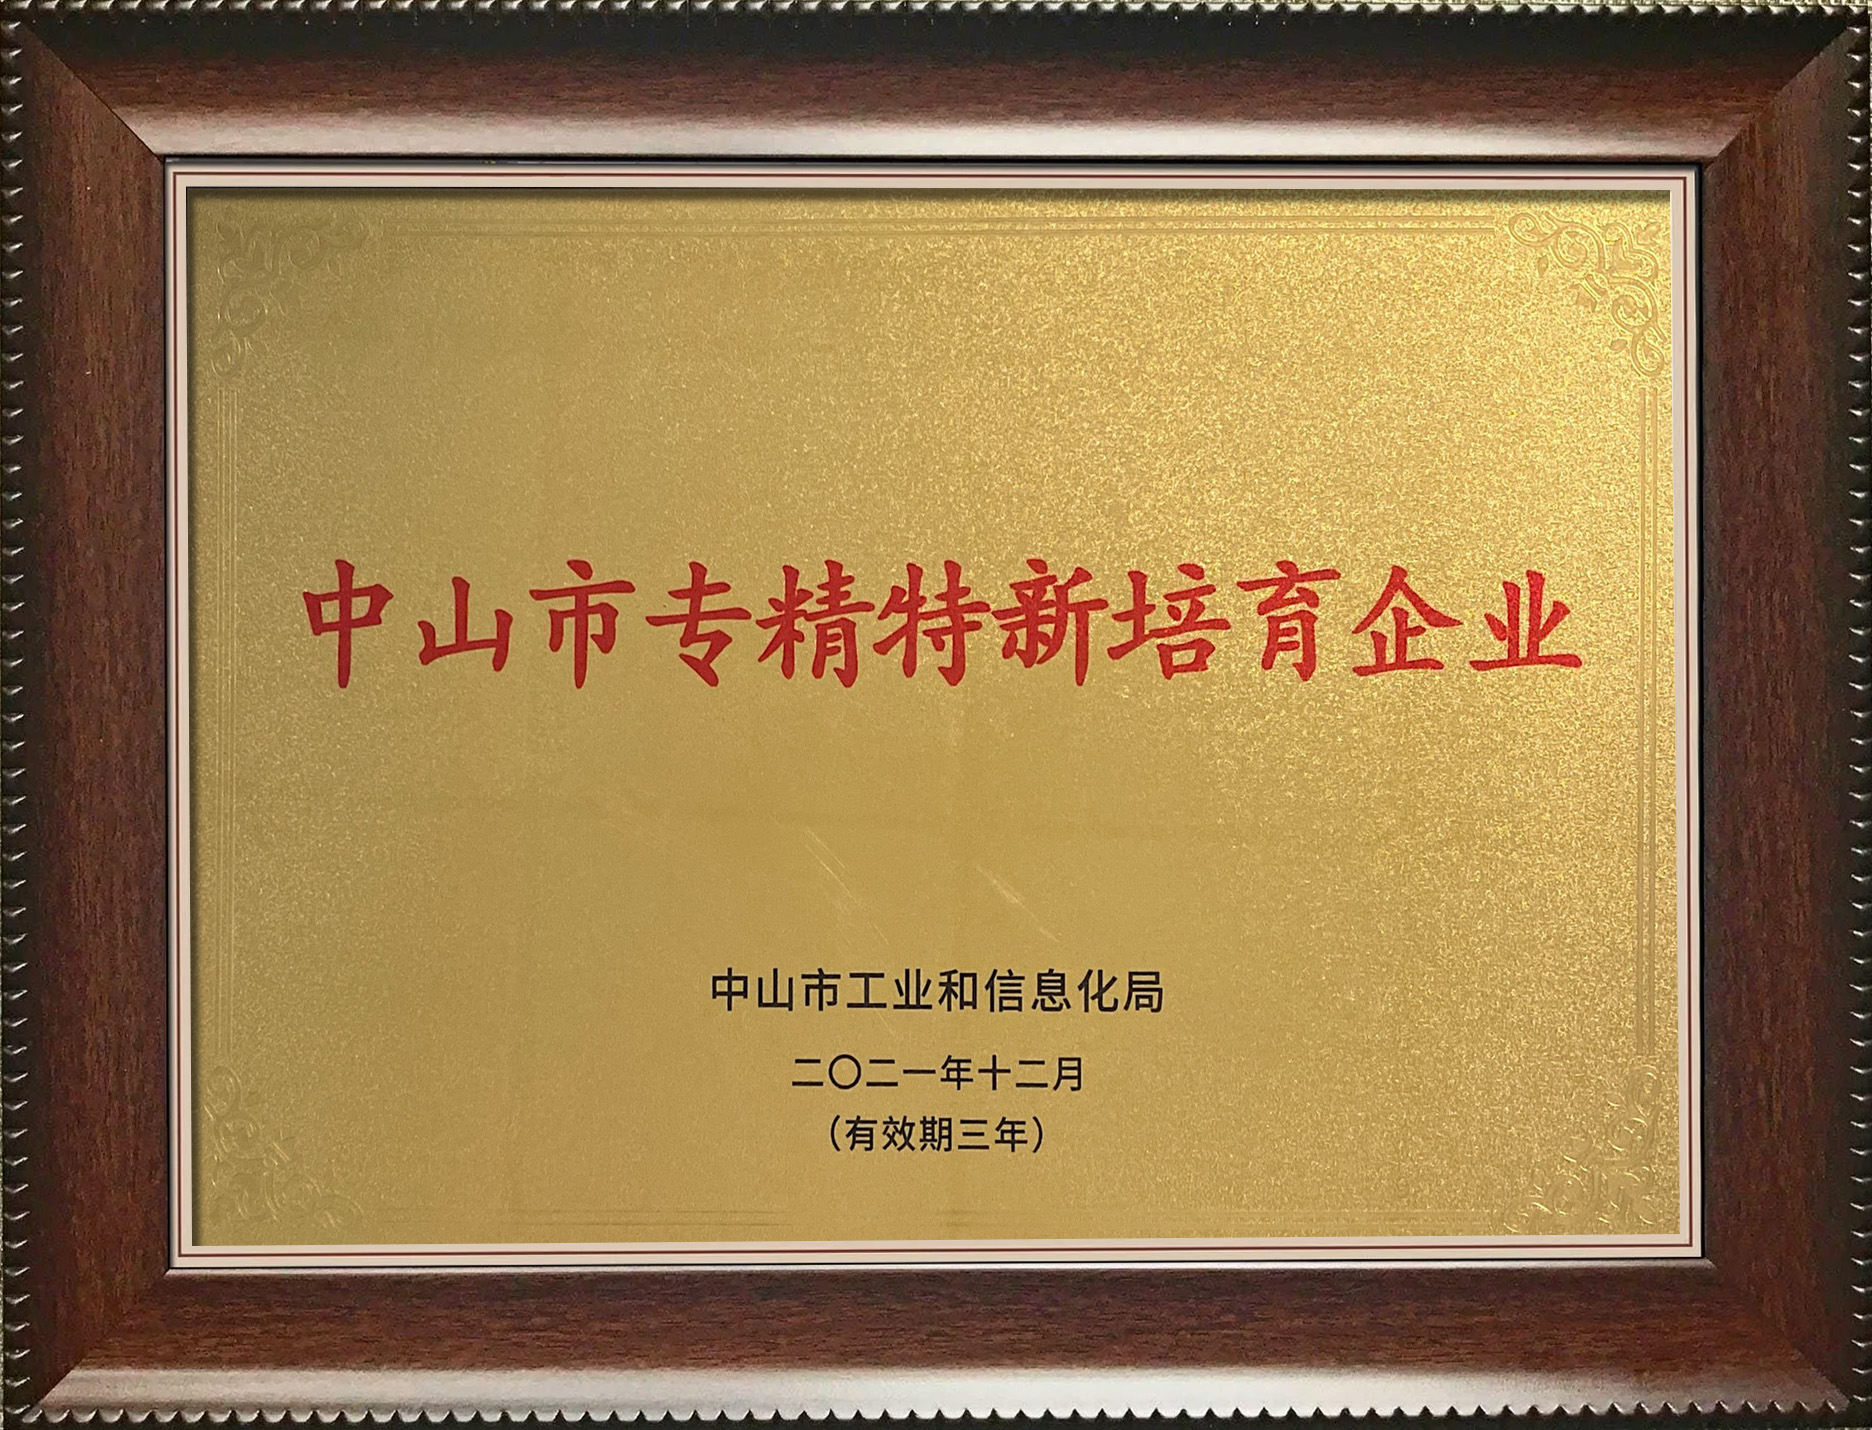 中山市专精特新培育企业
中山市工业和信息化局
二〇二一年十二月
（有效期三年）